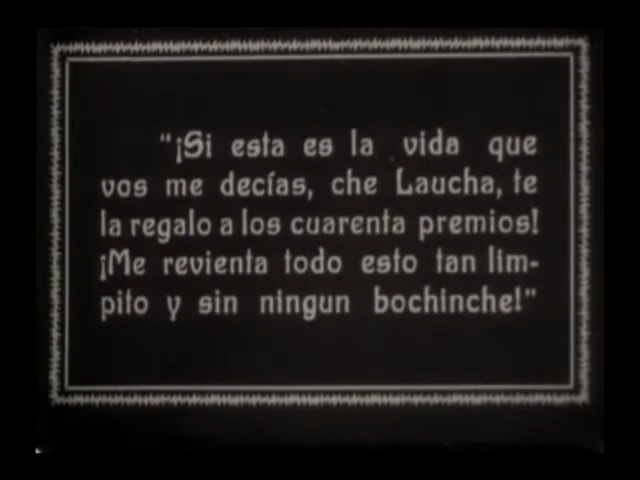 "¡Si esta es la vida que
vos me decías, che Laucha, te
la regalo a los cuarenta premios!
¡Me revienta todo esto tan lim-
pito y sin ningun bochinche!"